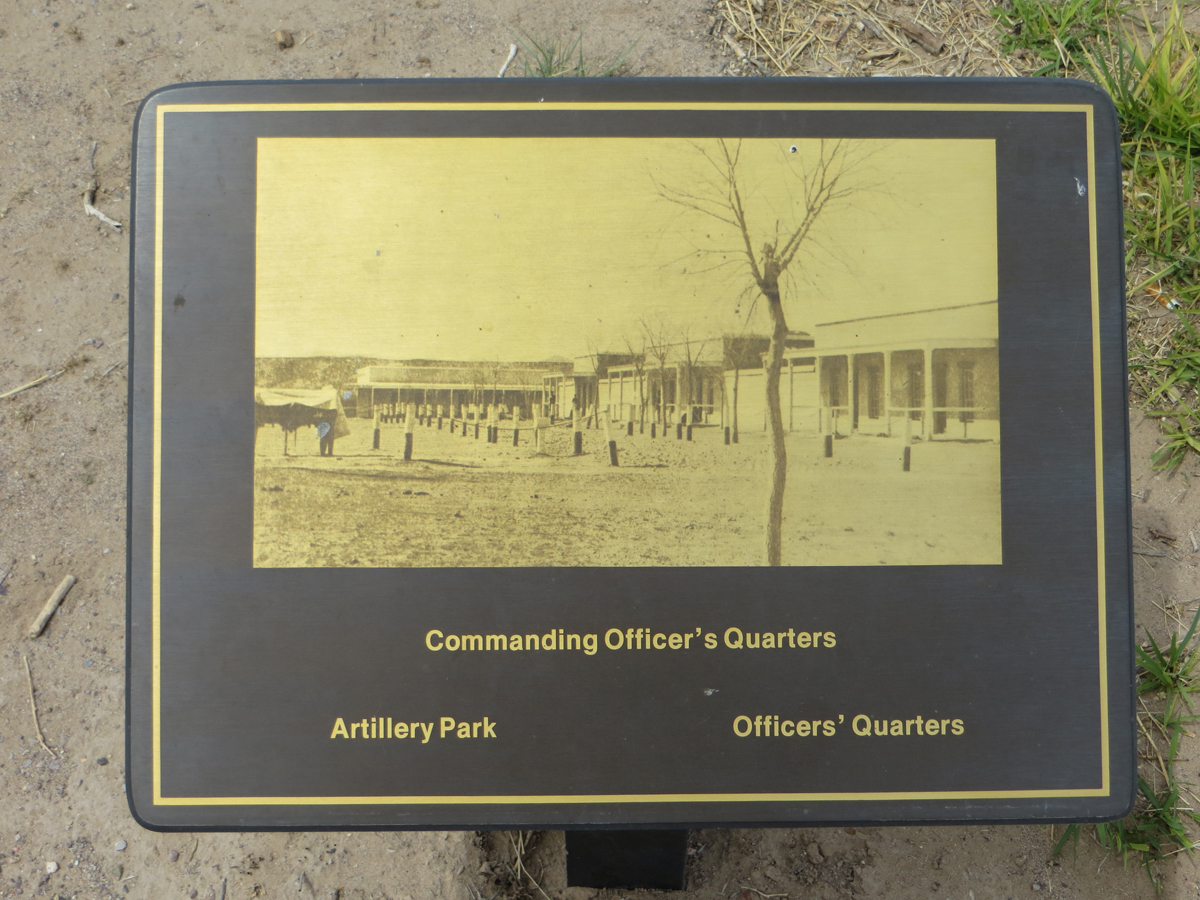 Commanding Officer's Quarters
Artillery Park
Officers' Quarters